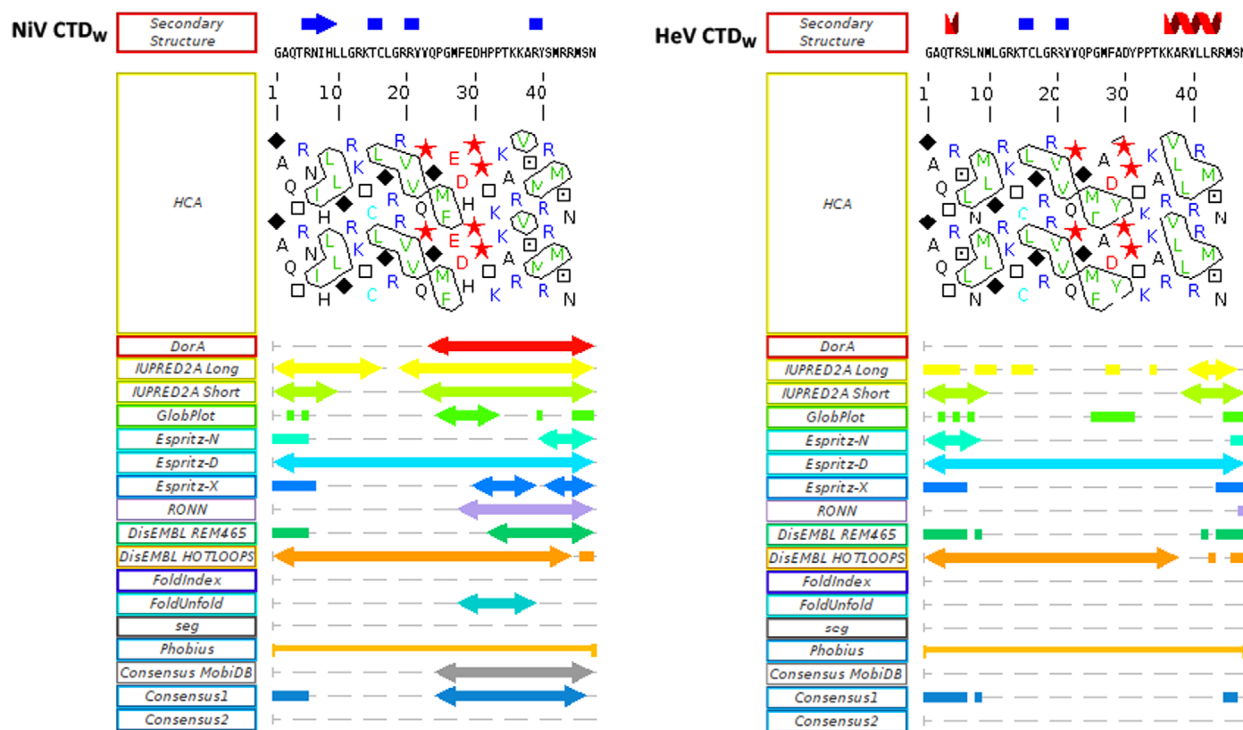 NiV CTDW
Secondary Structure
GAQTRNIHLLGRKTCLGRRVVQPGMFEDHPPTKKARVSMRRMSN
1 10 20 30 40
HCA
DorA
IUPRED2A Long
IUPRED2A Short
GlobPlot
Espritz-N
Espritz-D
Espritz-X
RONN
DisEMBL REM465
DisEMBL HOTLOOPS
FoldIndex
FoldUnfold
seg
Phobius
Consensus MobiDB
Consensus1
Consensus2
HeV CTDW
Secondary Structure
GAQTRSLNMLGRKTCLGRRVVQPGMFADYPPTKKARVLLRRMSN
1 10 20 30 40
HCA
DorA
IUPRED2A Long
IUPRED2A Short
GlobPlot
Espritz-N
Espritz-D
Espritz-X
RONN
DisEMBL REM465
DisEMBL HOTLOOPS
FoldIndex
FoldUnfold
seg
Phobius
Consensus MobiDB
Consensus1
Consensus2